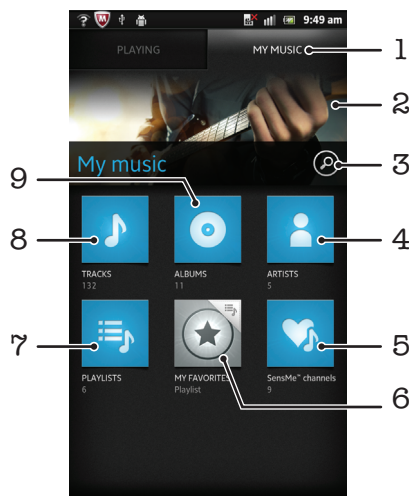 9:49 am
PLAYING
MY MUSIC
1
2
My music
3
9
8
4
TRACKS
132
ALBUMS
11
ARTISTS
5
7
5
PLAYLISTS
6
MY FAVORITES
Playlist
SensMe™ channels
9
6